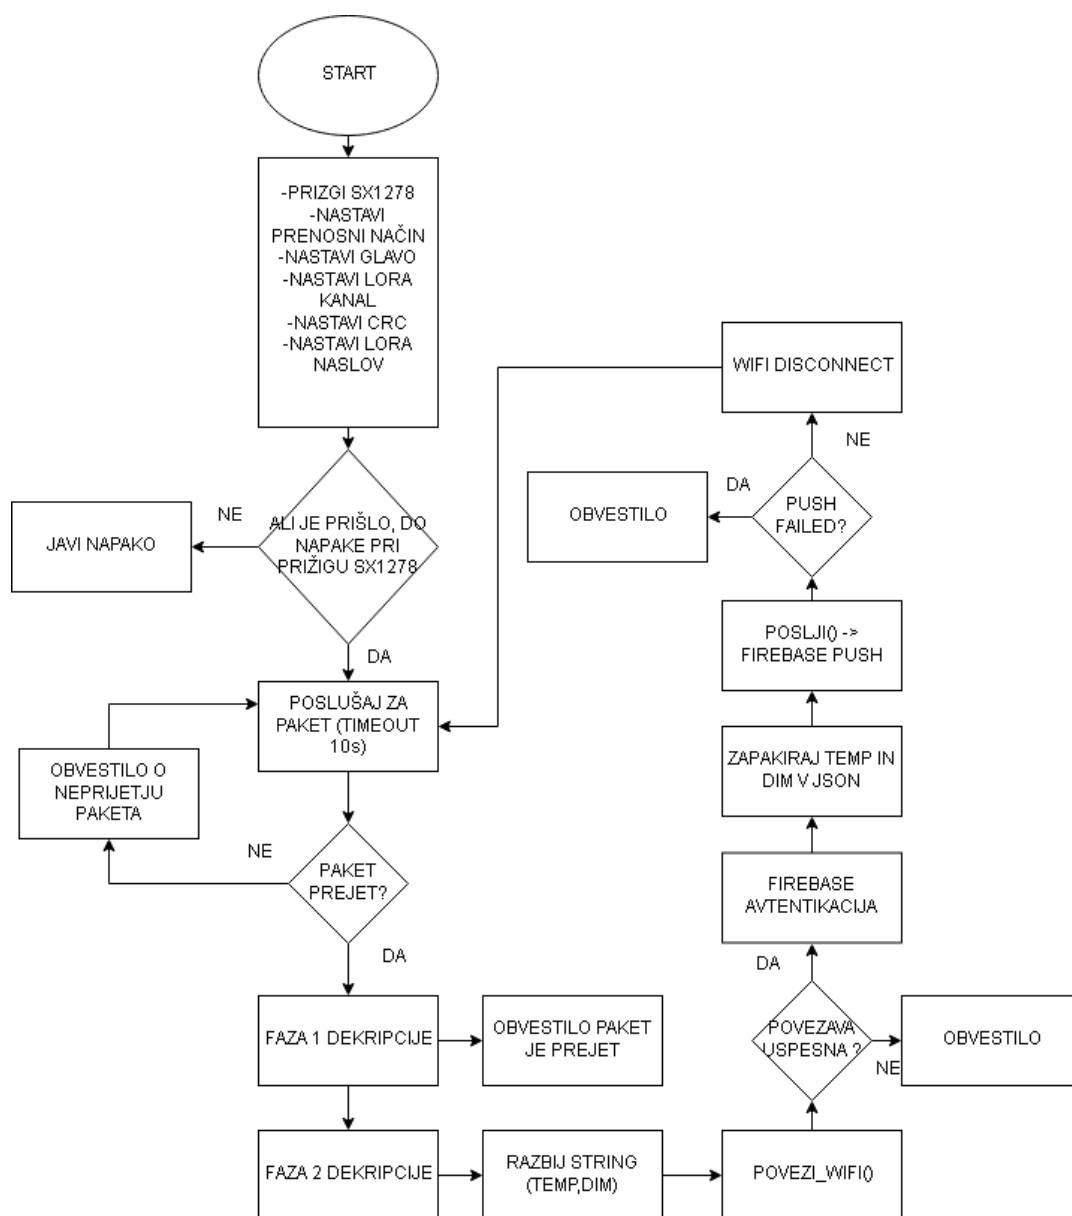 START
-PRIZGI SX1278
-NASTAVI
PRENOSNI NAČIN
-NASTAVI GLAVO
-NASTAVI LORA
KANAL
-NASTAVI CRC
-NASTAVI LORA
NASLOV
ALI JE PRIŠLO, DO
NAPAKE PRI
PRIŽIGU SX1278
NE
JAVI NAPAKO
DA
POSLUŠAJ ZA
PAKET (TIMEOUT
10s)
OBVESTILO O
NEPRIJETJU
PAKETA
NE
PAKET
PREJET?
DA
FAZA 1 DEKRIPCIJE
OBVESTILO PAKET
JE PREJET
FAZA 2 DEKRIPCIJE
RAZBIJ STRING
(TEMP,DIM)
POVEZI_WIFI()
POVEZAVA
USPESNA ?
NE
OBVESTILO
DA
FIREBASE
AVTENTIKACIJA
ZAPAKIRAJ TEMP IN
DIM V JSON
POSLJI() ->
FIREBASE PUSH
PUSH
FAILED?
DA
OBVESTILO
NE
WIFI DISCONNECT